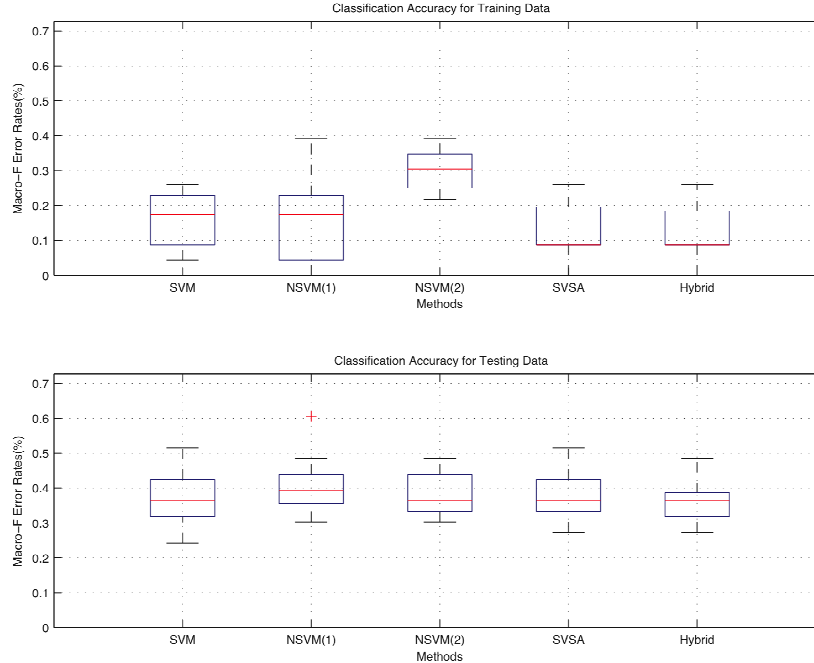 Classification Accuracy for Training Data
Macro-F Error Rates(%)
0.7
0.6
0.5
0.4
0.3
0.2
0.1
0
SVM NSVM(1) NSVM(2) SVSA Hybrid
Methods
Classification Accuracy for Testing Data
Macro-F Error Rates(%)
0.7
0.6
0.5
0.4
0.3
0.2
0.1
0
SVM NSVM(1) NSVM(2) SVSA Hybrid
Methods